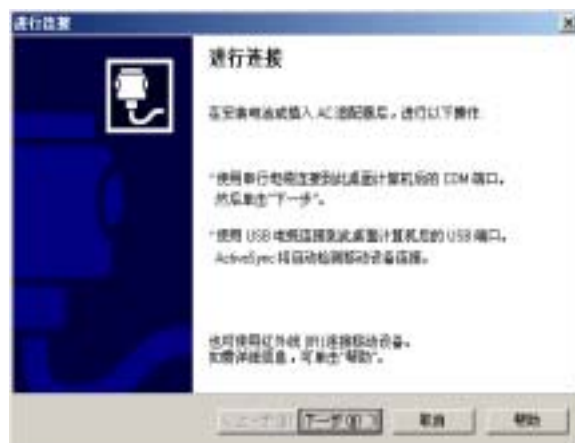 进行连接
进行连接
在安装电池或插入 AC 适配器后，进行以下操作
*使用串行电缆连接到此桌面计算机后的 COM 端口。
然后单击"下一步"。
*使用 USB 电缆连接到此桌面计算机后的 USB 端口。
ActiveSync 将自动检测移动设备连接。
也可使用红外线 (IR)连接移动设备。
如需详细信息，可单击"帮助"。
<上一步(B) 下一步(N) > 取消 帮助